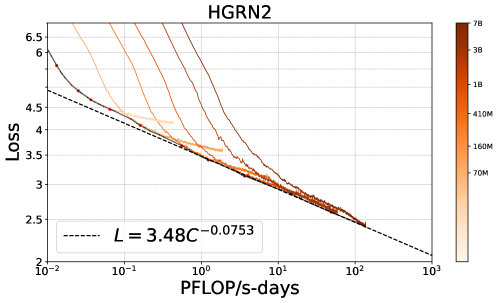 HGRN2
Loss
6.5
6
4.5
4
3.5
3
2.5
2
L = 3.48C^{-0.0753}
10^{-2}
10^{-1}
10^{0}
10^{1}
10^{2}
10^{3}
PFLOP/s-days
7B
3B
1B
410M
160M
70M